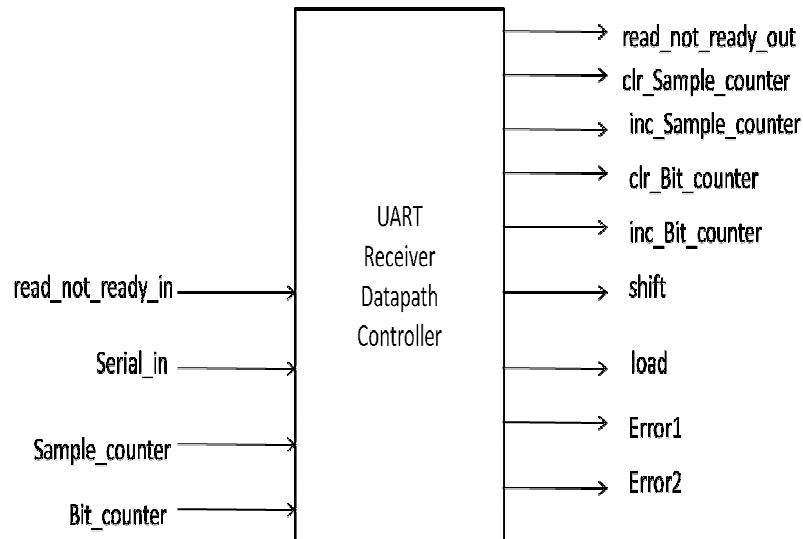 read_not_ready_out
clr_Sample_counter
inc_Sample_counter
clr_Bit_counter
inc_Bit_counter
shift
load
Error1
Error2
UART
Receiver
Datapath
Controller
read_not_ready_in
Serial_in
Sample_counter
Bit_counter